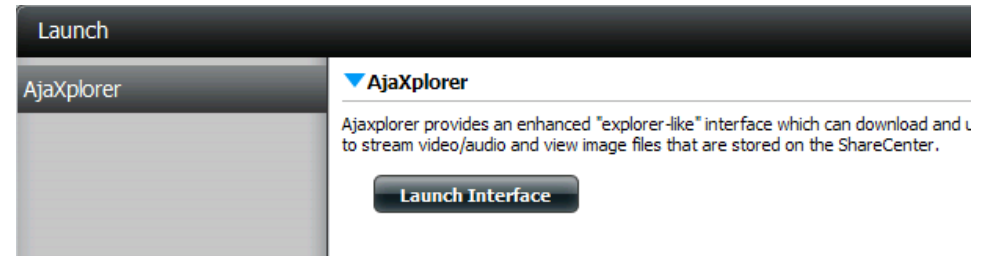 Launch
AjaXplorer
AjaXplorer
Ajaxplorer provides an enhanced "explorer-like" interface which can download and
to stream video/audio and view image files that are stored on the ShareCenter.
Launch Interface